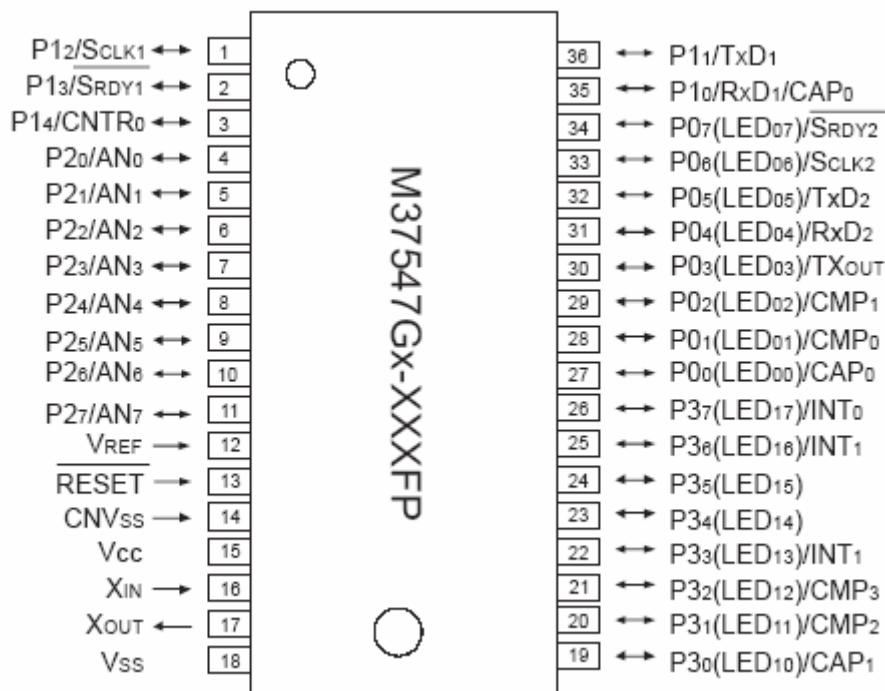 P12/SCLK1
P13/SRDY1
P14/CNTR0
P20/AN0
P21/AN1
P22/AN2
P23/AN3
P24/AN4
P25/AN5
P26/AN6
P27/AN7
VREF
RESET
CNVSS
Vcc
XIN
XOUT
Vss
1
2
3
4
5
6
7
8
9
10
11
12
13
14
15
16
17
18
M37547Gx-XXXFP
36
35
34
33
32
31
30
29
28
27
26
25
24
23
22
21
20
19
P11/TxD1
P10/RxD1/CAP0
P07(LED07)/SRDY2
P06(LED06)/SCLK2
P05(LED05)/TxD2
P04(LED04)/RxD2
P03(LED03)/TXOUT
P02(LED02)/CMP1
P01(LED01)/CMP0
P00(LED00)/CAP0
P37(LED17)/INT0
P36(LED16)/INT1
P35(LED15)
P34(LED14)
P33(LED13)/INT1
P32(LED12)/CMP3
P31(LED11)/CMP2
P30(LED10)/CAP1